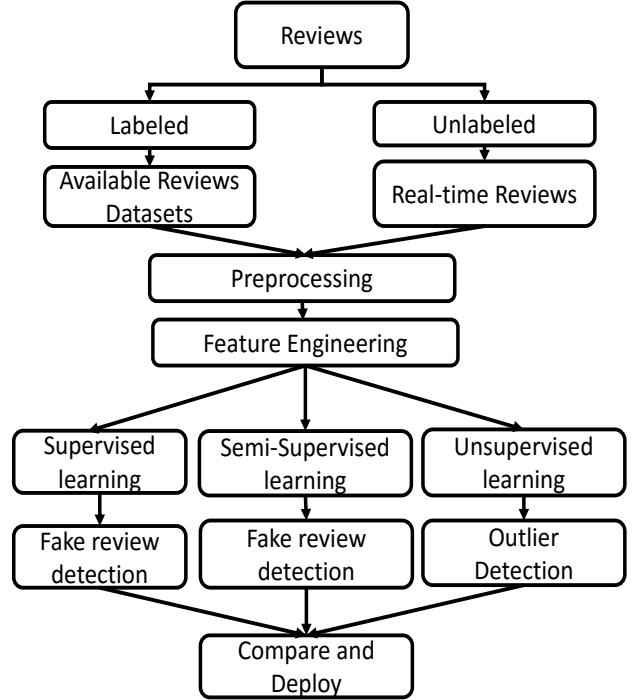 Reviews
Labeled
Unlabeled
Available Reviews
Datasets
Real-time Reviews
Preprocessing
Feature Engineering
Supervised
learning
Semi-Supervised
learning
Unsupervised
learning
Fake review
detection
Fake review
detection
Outlier
Detection
Compare and
Deploy